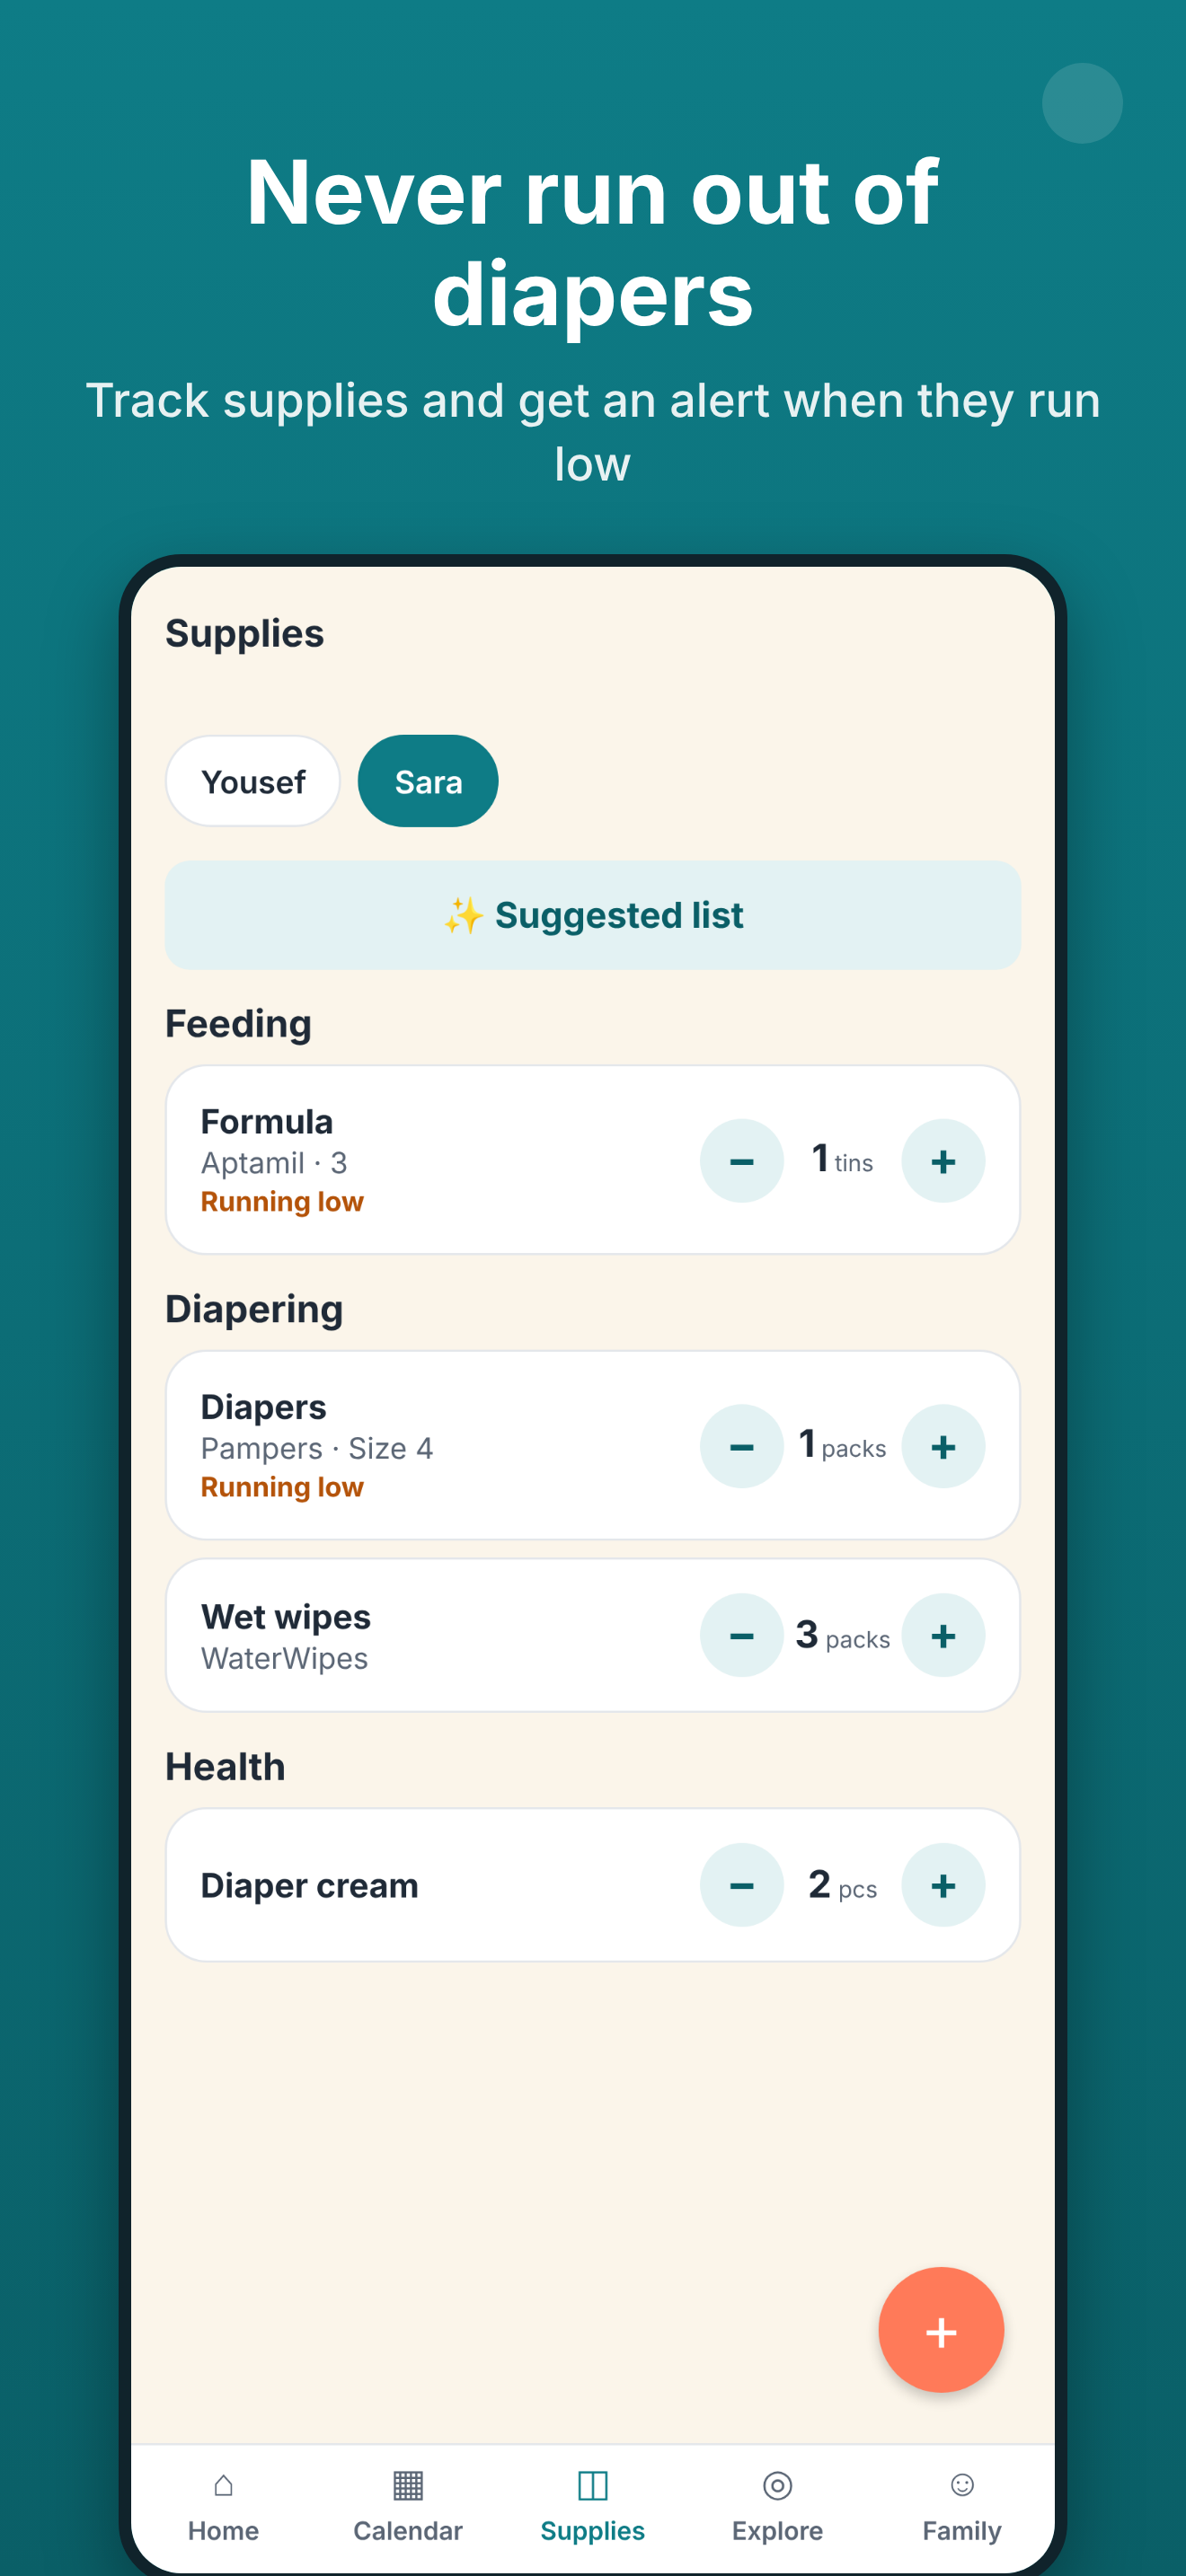 Never run out of
diapers
Track supplies and get an alert when they run
low
Supplies
Yousef
Sara
✨ Suggested list
Feeding
Formula
Aptamil · 3
Running low
− 1 tins +
Diapering
Diapers
Pampers · Size 4
Running low
− 1 packs +
Wet wipes
WaterWipes
− 3 packs +
Health
Diaper cream
− 2 pcs +
+
Home
Calendar
Supplies
Explore
Family